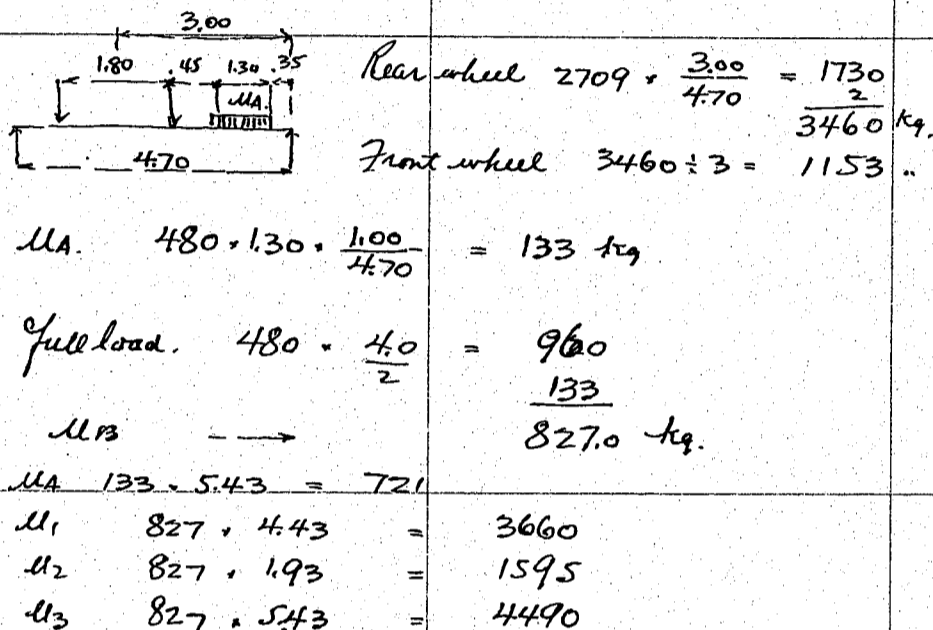 3.00
1.80 .45 1.30 .35
MA.
4.70
Rear wheel 2709 * 3.00/4.70 = 1730
2
3460 kg.
Front wheel 3460 ÷ 3 = 1153 "
MA. 480 * 1.30 * 1.00/4.70 = 133 kg
Full load. 480 * 4.0/2 = 960
133
MB 827.0 kg.
MA 133 * 5.43 = 721
M1 827 * 4.43 = 3660
M2 827 * 1.93 = 1595
M3 827 * 5.43 = 4490